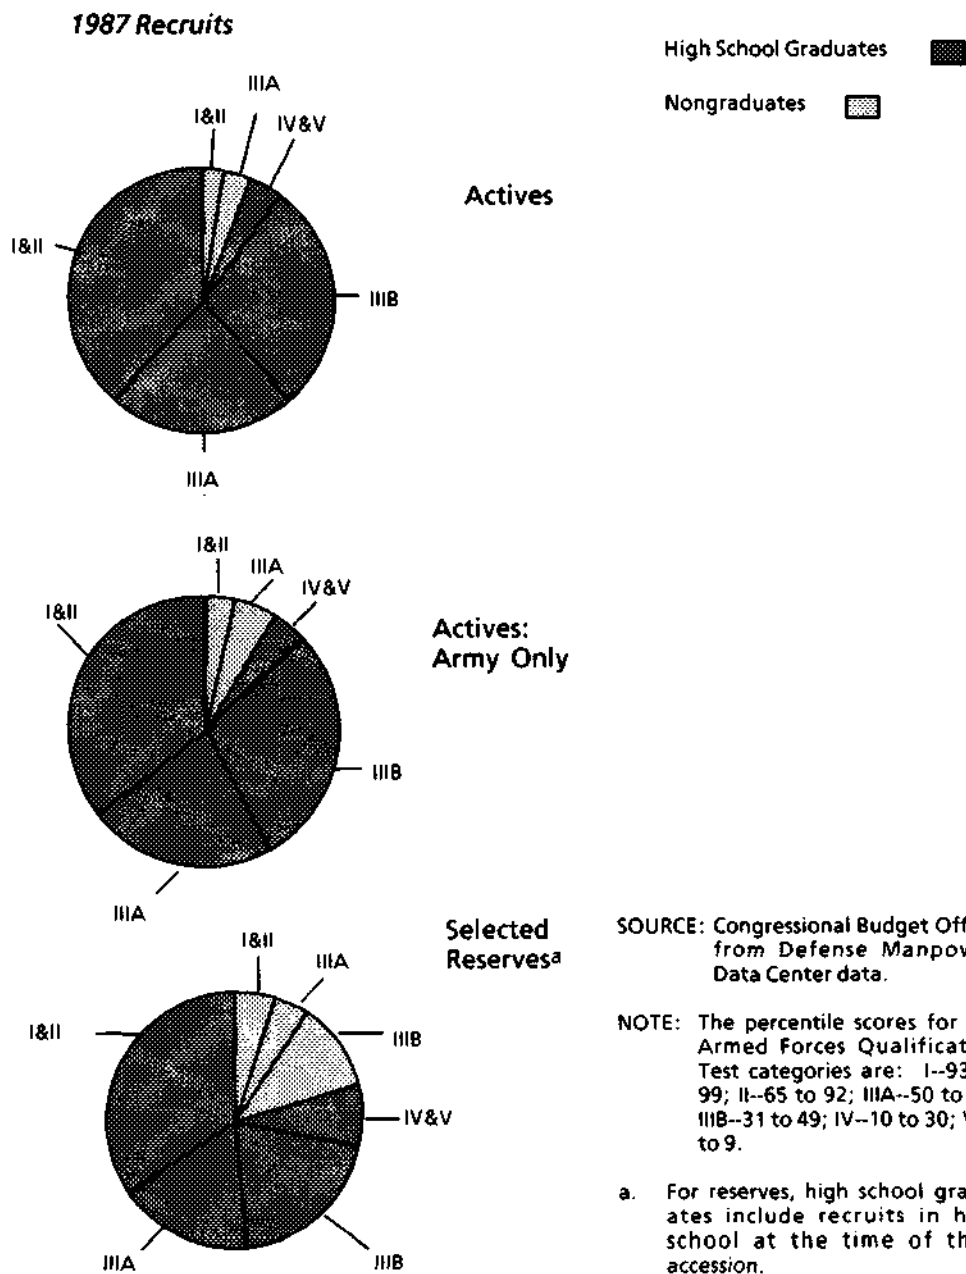 1987 Recruits
High School Graduates
Nongraduates
Actives
I&II
IIIA
IV&V
I&II
IIIB
IIIA
Actives:
Army Only
I&II
IIIA
IV&V
I&II
IIIB
IIIA
Selected
Reservesa
I&II
IIIA
IIIB
I&II
IV&V
IIIA
IIIB
SOURCE: Congressional Budget Off
from Defense Manpov
Data Center data.
NOTE: The percentile scores for
Armed Forces Qualificat
Test categories are: I--93
99; II--65 to 92; IIIA--50 to
IIIB--31 to 49; IV--10 to 30;
to 9.
a. For reserves, high school gra
ates include recruits in h
school at the time of th
accession.